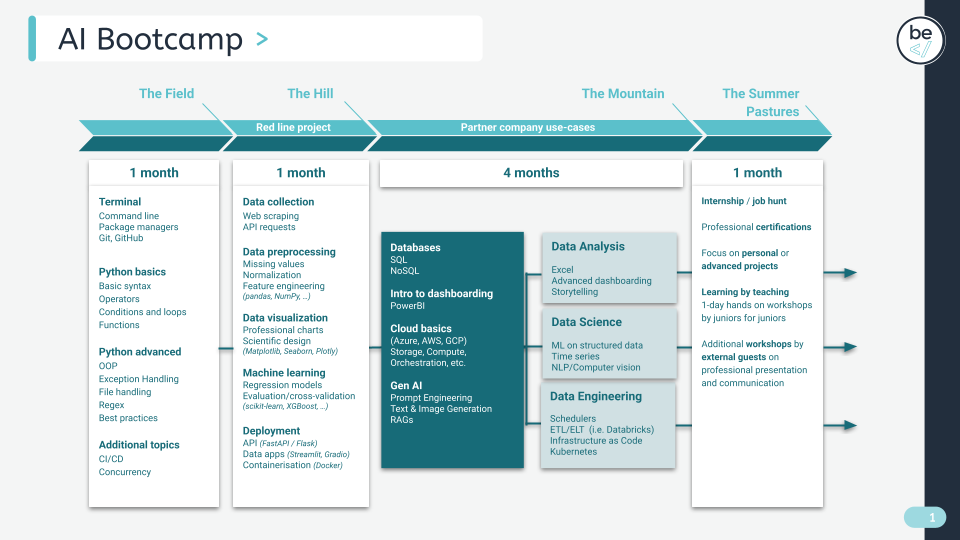 AI Bootcamp >
be
</
The Field
The Hill
The Mountain
The Summer
Pastures
Red line project
Partner company use-cases
1 month
Terminal
Command line
Package managers
Git, GitHub
Python basics
Basic syntax
Operators
Conditions and loops
Functions
Python advanced
OOP
Exception Handling
File handling
Regex
Best practices
Additional topics
CI/CD
Concurrency
1 month
Data collection
Web scraping
API requests
Data preprocessing
Missing values
Normalization
Feature engineering
(pandas, NumPy, …)
Data visualization
Professional charts
Scientific design
(Matplotlib, Seaborn, Plotly)
Machine learning
Regression models
Evaluation/cross-validation
(scikit-learn, XGBoost, …)
Deployment
API (FastAPI / Flask)
Data apps (Streamlit, Gradio)
Containerisation (Docker)
4 months
Databases
SQL
NoSQL
Intro to dashboarding
PowerBI
Cloud basics
(Azure, AWS, GCP)
Storage, Compute,
Orchestration, etc.
Gen AI
Prompt Engineering
Text & Image Generation
RAGs
Data Analysis
Excel
Advanced dashboarding
Storytelling
Data Science
ML on structured data
Time series
NLP/Computer vision
Data Engineering
Schedulers
ETL/ELT (i.e. Databricks)
Infrastructure as Code
Kubernetes
1 month
Internship / job hunt
Professional certifications
Focus on personal or
advanced projects
Learning by teaching
1-day hands on workshops
by juniors for juniors
Additional workshops by
external guests on
professional presentation
and communication
1